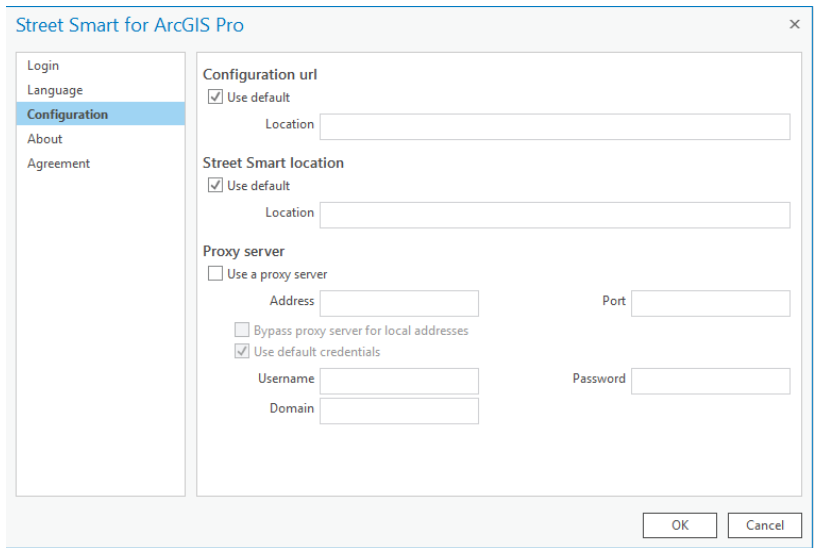 Street Smart for ArcGIS Pro
Login
Language
Configuration
About
Agreement
Configuration url
Use default
Location
Street Smart location
Use default
Location
Proxy server
Use a proxy server
Address
Port
Bypass proxy server for local addresses
Use default credentials
Username
Password
Domain
OK
Cancel